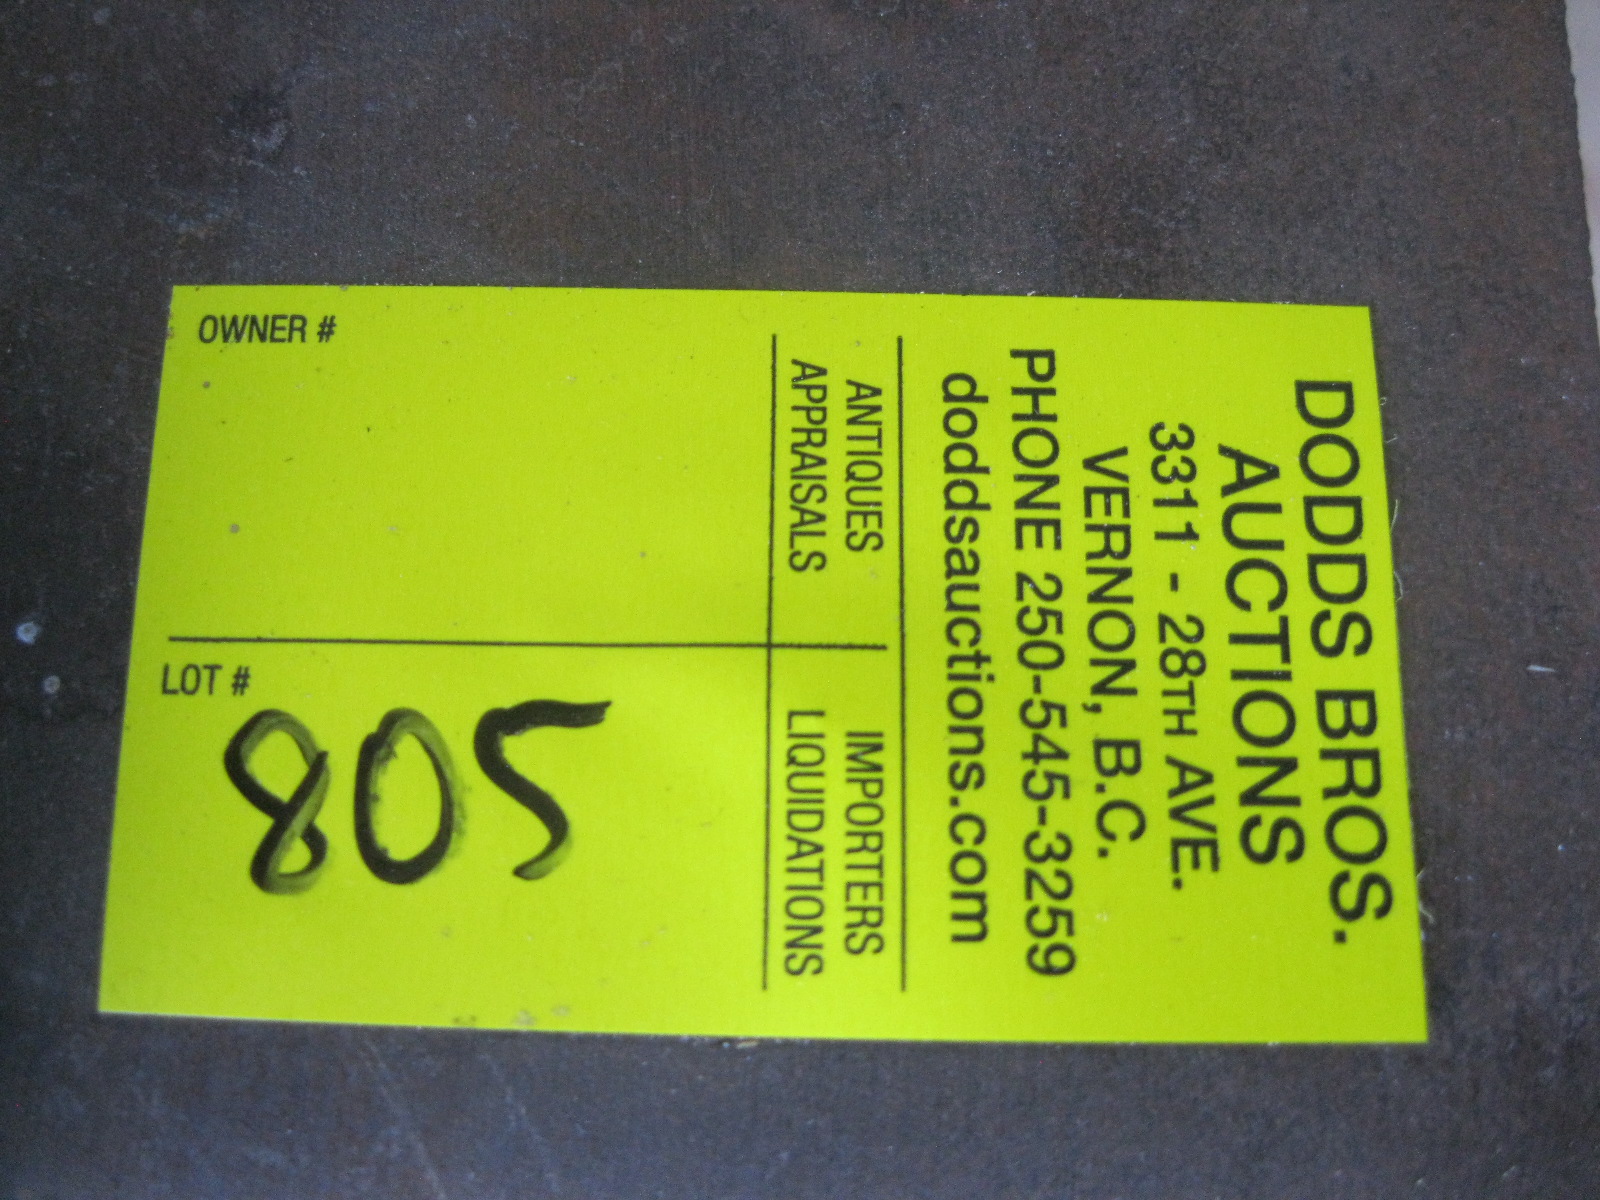 DODDS BROS.
AUCTIONS
3311 - 28TH AVE.
VERNON, B.C.
PHONE 250-545-3259
doddsauctions.com
ANTIQUES IMPORTERS
APPRAISALS LIQUIDATIONS
OWNER #
LOT #
805